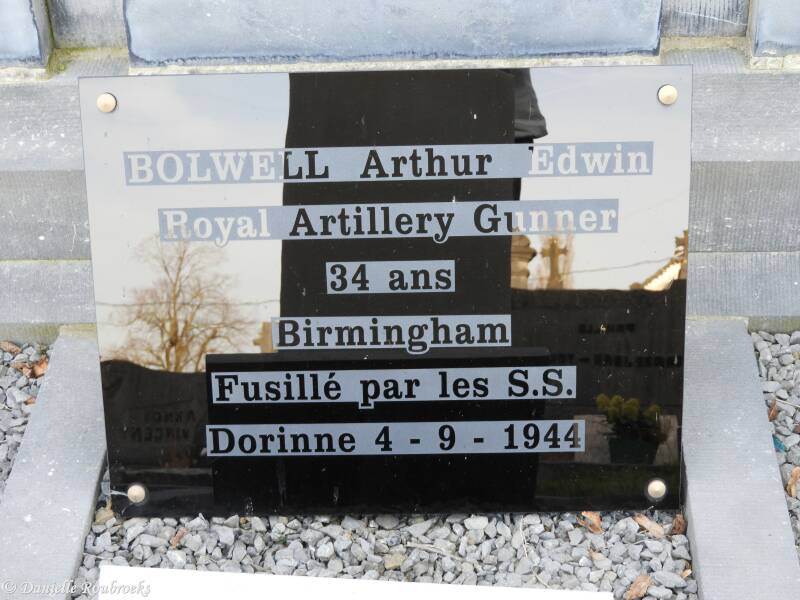 BOLWELL Arthur Edwin
Royal Artillery Gunner
34 ans
Birmingham
Fusillé par les S.S.
Dorinne 4 - 9 - 1944
© Danielle Roubroeks